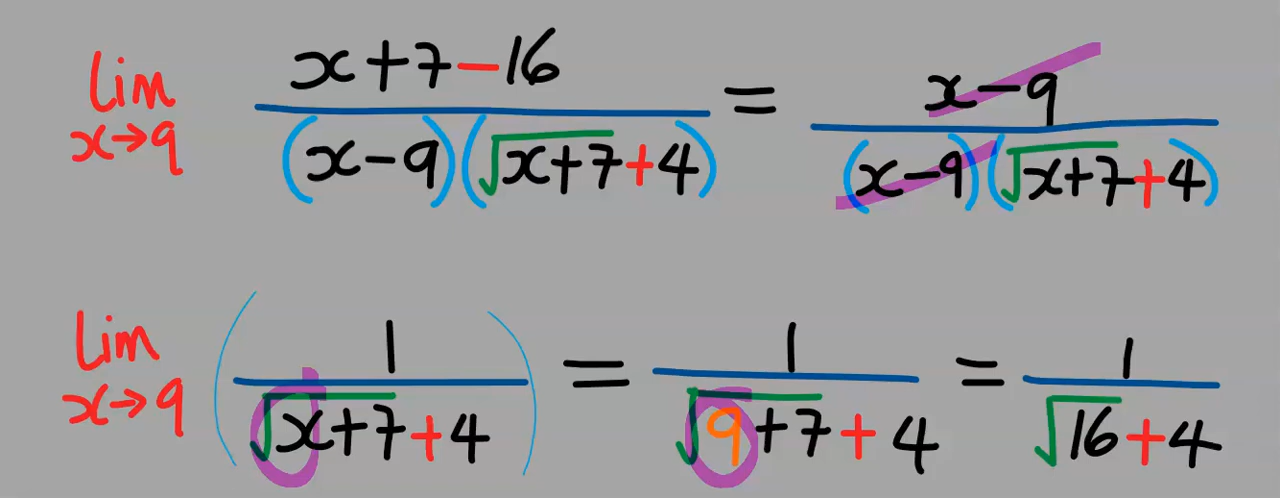 lim x→9 (x+7−16)/((x−9)(√(x+7)+4)) = (x−9)/((x−9)(√(x+7)+4))
lim x→9 (1/(√(x+7)+4)) = 1/(√(9+7)+4) = 1/(√16+4)